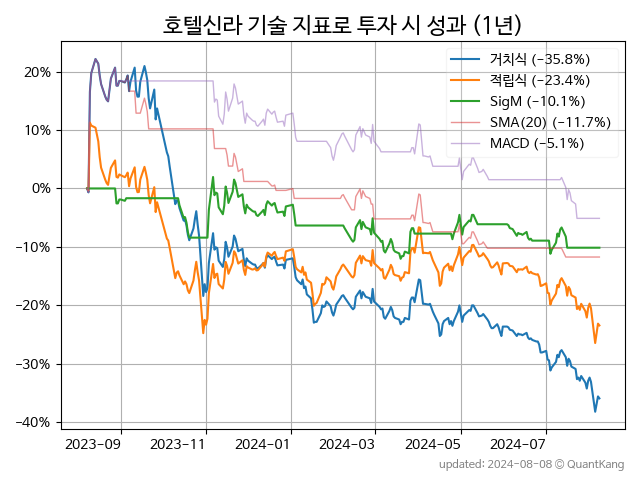 호텔신라 기술 지표로 투자 시 성과 (1년)
거치식 (−35.8%)
적립식 (−23.4%)
SigM (−10.1%)
SMA(20) (−11.7%)
MACD (−5.1%)
20%
10%
0%
−10%
−20%
−30%
−40%
2023-09 2023-11 2024-01 2024-03 2024-05 2024-07
updated: 2024-08-08 © QuantKang